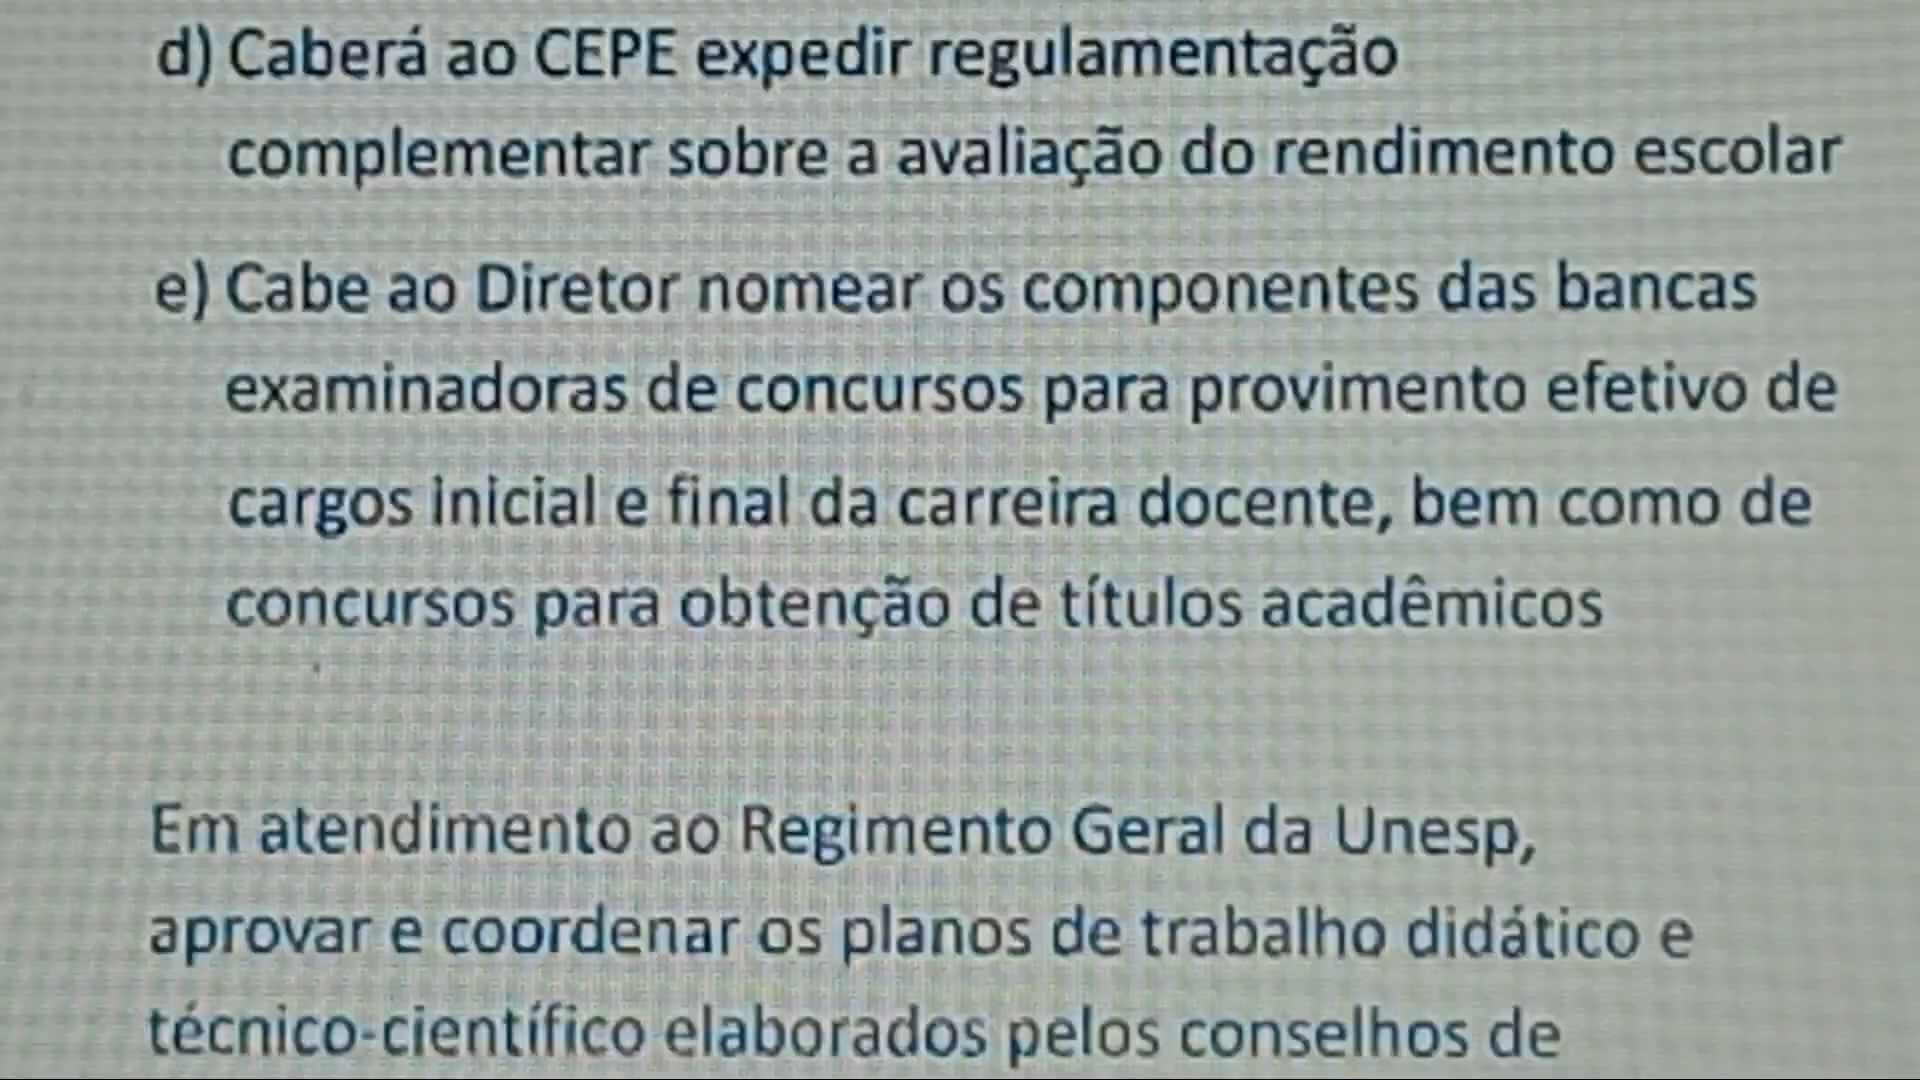 d) Caberá ao CEPE expedir regulamentação
complementar sobre a avaliação do rendimento escolar
e) Cabe ao Diretor nomear os componentes das bancas
examinadoras de concursos para provimento efetivo de
cargos inicial e final da carreira docente, bem como de
concursos para obtenção de títulos acadêmicos
Em atendimento ao Regimento Geral da Unesp,
aprovar e coordenar os planos de trabalho didático e
técnico-científico elaborados pelos conselhos de